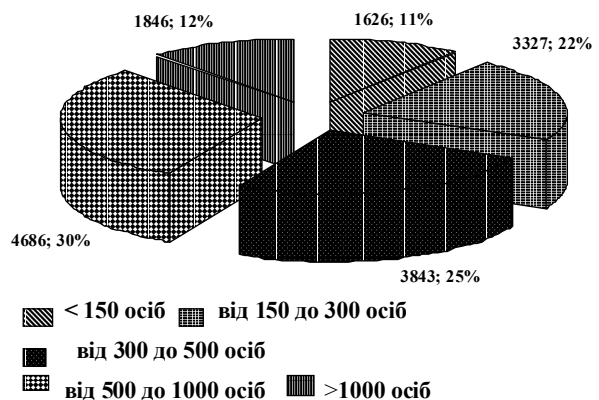 1846; 12%
1626; 11%
3327; 22%
4686; 30%
3843; 25%
< 150 осіб від 150 до 300 осіб
від 300 до 500 осіб
від 500 до 1000 осіб >1000 осіб